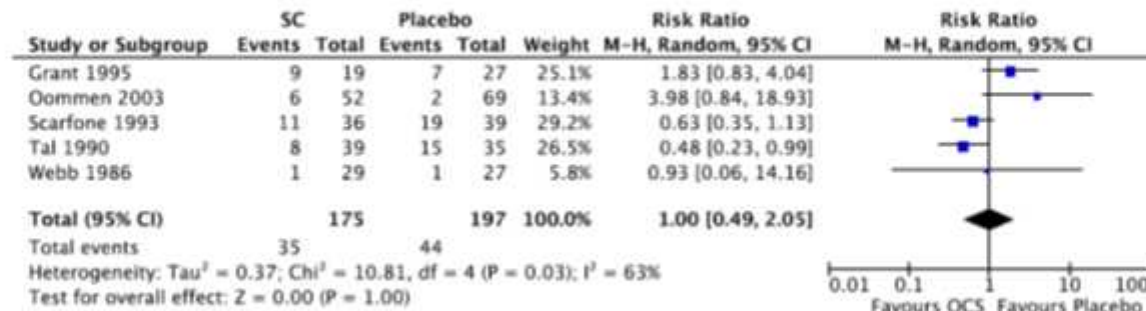 SC Placebo Risk Ratio Risk Ratio
Study or Subgroup Events Total Events Total Weight M-H, Random, 95% CI M-H, Random, 95% CI
Grant 1995 9 19 7 27 25.1% 1.83 [0.83, 4.04]
Oommen 2003 6 52 2 69 13.4% 3.98 [0.84, 18.93]
Scarfone 1993 11 36 19 39 29.2% 0.63 [0.35, 1.13]
Tal 1990 8 39 15 35 26.5% 0.48 [0.23, 0.99]
Webb 1986 1 29 1 27 5.8% 0.93 [0.06, 14.16]
Total (95% CI) 175 197 100.0% 1.00 [0.49, 2.05]
Total events 35 44
Heterogeneity: Tau² = 0.37; Chi² = 10.81, df = 4 (P = 0.03); I² = 63%
Test for overall effect: Z = 0.00 (P = 1.00)
0.01 0.1 1 10 100
Favours OCS Favours Placebo